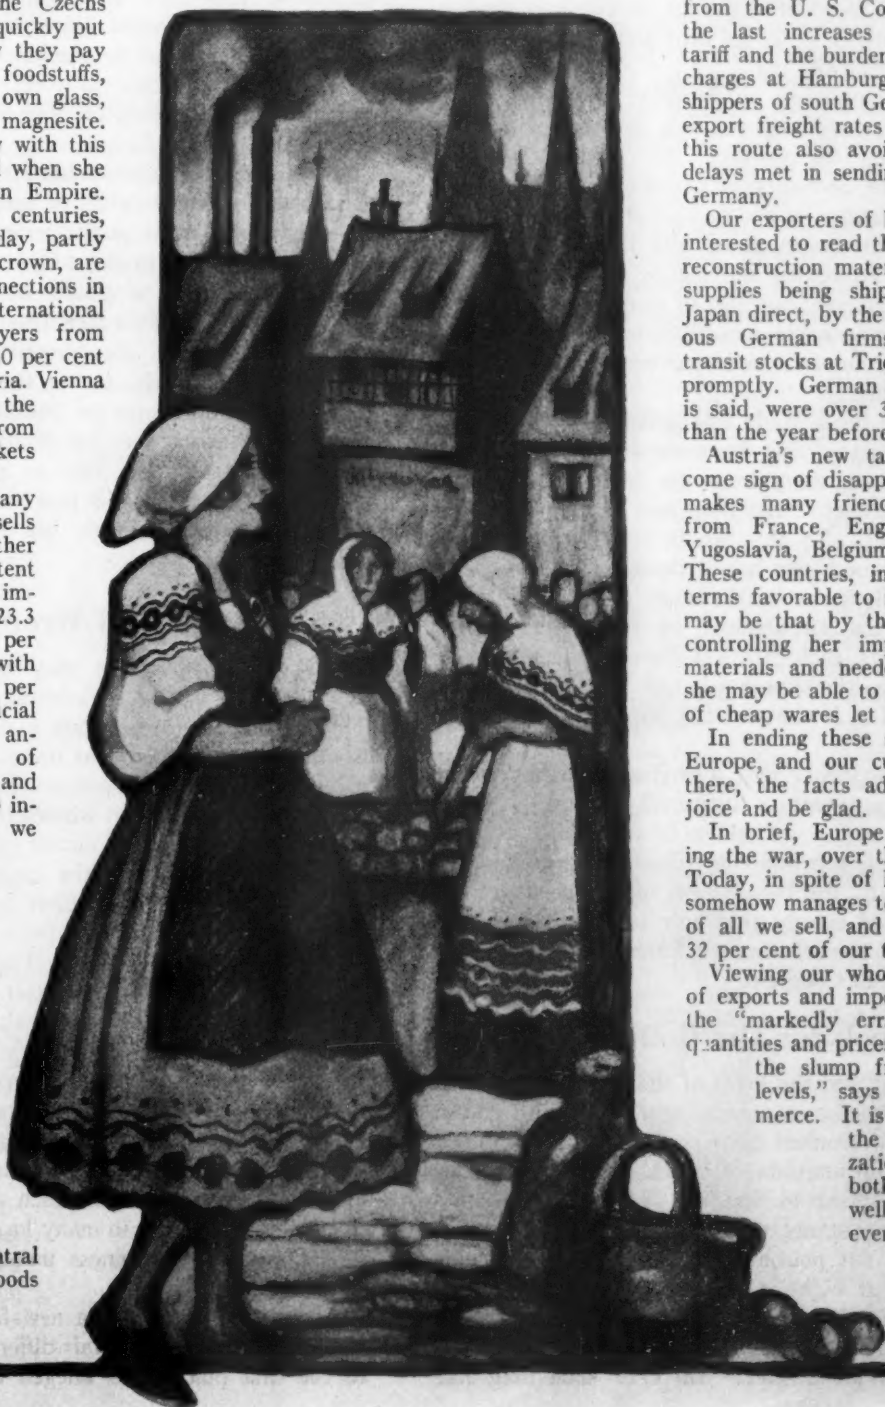 the Czechs
quickly put
they pay
foodstuffs,
own glass,
magnesite.
with this
when she
n Empire.
centuries,
day, partly
crown, are
nections in
ternational
yers from
0 per cent
ria. Vienna
the
rom
kets
any
sells
ther
tent
im-
23.3
per
with
per
cial
an-
of
and
in-
we
ntral
oods
from the U. S. Co
the last increases
tariff and the burden
charges at Hamburg
shippers of south Ge
export freight rates
this route also avoi
delays met in sendi
Germany.
Our exporters of
interested to read th
reconstruction mater
supplies being ship
Japan direct, by the
ous German firms
transit stocks at Trie
promptly. German
is said, were over 3
than the year before
Austria's new ta
come sign of disapp
makes many friend
from France, Eng
Yugoslavia, Belgium
These countries, in
terms favorable to
may be that by th
controlling her imp
materials and neede
she may be able to
of cheap wares let
In ending these
Europe, and our cu
there, the facts ad
joice and be glad.
In brief, Europe
ing the war, over th
Today, in spite of
somehow manages to
of all we sell, and
32 per cent of our t
Viewing our whol
of exports and impo
the “markedly err
quantities and prices
the slump fr
levels,” says
merce. It is
the
zatio
both
well
even